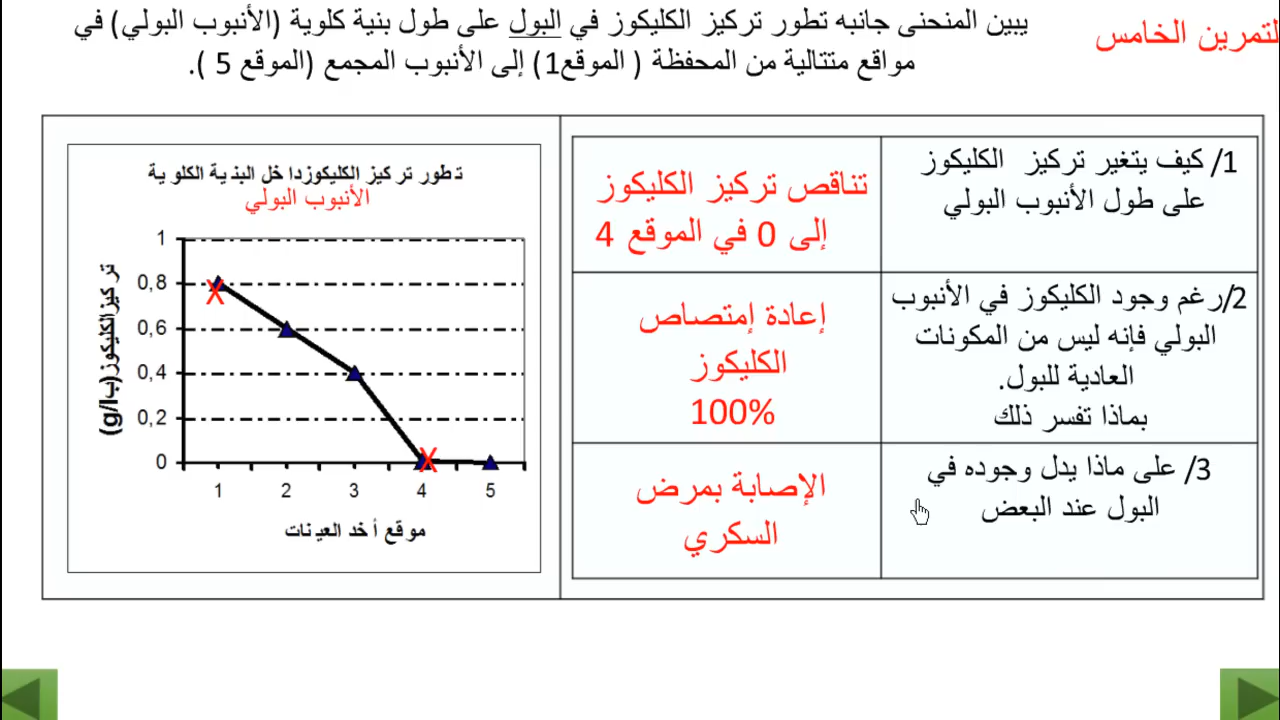 التمرين الخامس
يبين المنحنى جانبه تطور تركيز الكليكوز في البول على طول بنية كلوية (الأنبوب البولي) في
مواقع متتالية من المحفظة ( الموقع1) إلى الأنبوب المجمع (الموقع 5 ).
1/ كيف يتغير تركيز الكليكوز
على طول الأنبوب البولي
تناقص تركيز الكليكوز
إلى 0 في الموقع 4
2/رغم وجود الكليكوز في الأنبوب
البولي فإنه ليس من المكونات
العادية للبول.
بماذا تفسر ذلك
إعادة إمتصاص
الكليكوز
100%
3/ على ماذا يدل وجوده في
البول عند البعض
الإصابة بمرض
السكري
تطور تركيز الكليكوزداخل البنية الكلوية
الأنبوب البولي
تركيزالكليكوز(بg/l)
1
0,8
0,6
0,4
0,2
0
1 2 3 4 5
موقع أخد العينات